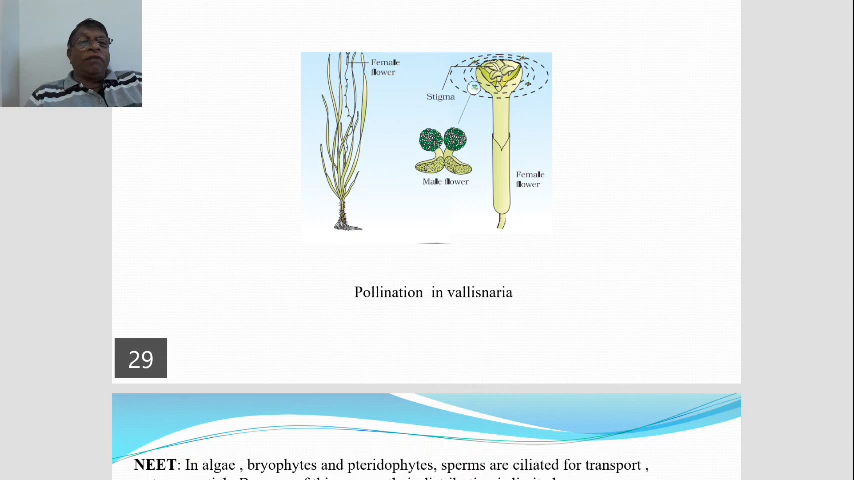 Female
flower
Stigma
Male flower
Female
flower
Pollination in vallisnaria
29
NEET: In algae , bryophytes and pteridophytes, sperms are ciliated for transport ,